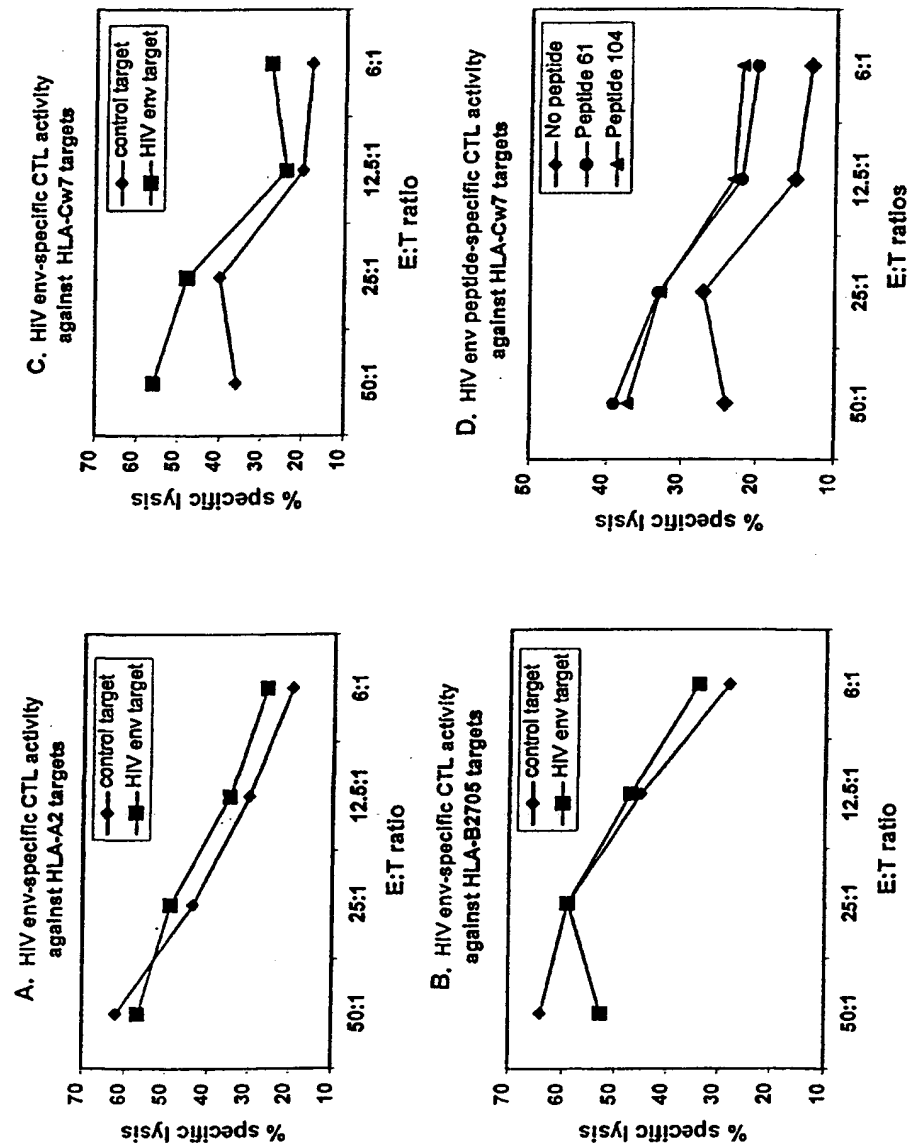 A. HIV env-specific CTL activity
against HLA-A2 targets
control target
HIV env target
70
60
50
40
30
20
10
% specific lysis
50:1
25:1
12.5:1
6:1
E:T ratio
B. HIV env-specific CTL activity
against HLA-B2705 targets
control target
HIV env target
70
60
50
40
30
20
10
% specific lysis
50:1
25:1
12.5:1
6:1
E:T ratio
C. HIV env-specific CTL activity
against HLA-Cw7 targets
control target
HIV env target
70
60
50
40
30
20
10
% specific lysis
50:1
25:1
12.5:1
6:1
E:T ratio
D. HIV env peptide-specific CTL activity
against HLA-Cw7 targets
No peptide
Peptide 61
Peptide 104
50
40
30
20
10
% specific lysis
50:1
25:1
12.5:1
6:1
E:T ratios